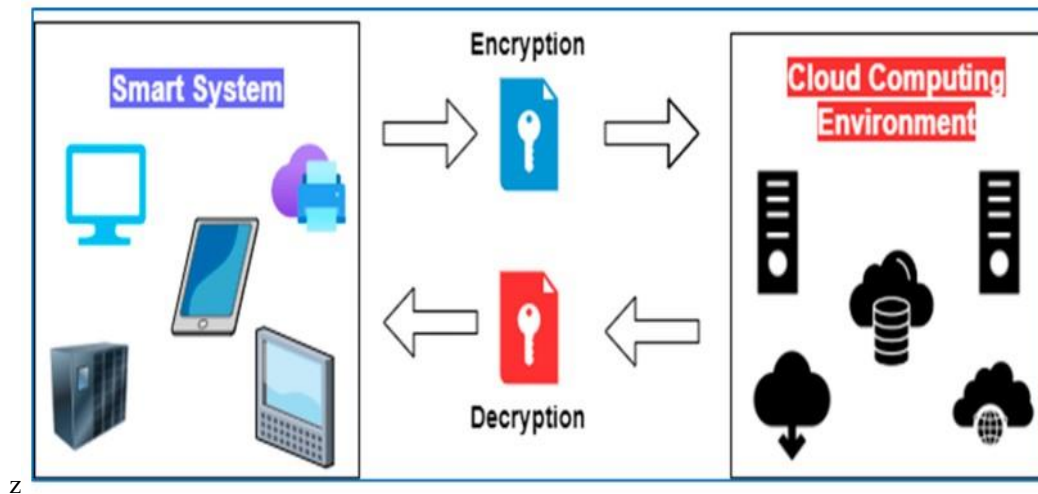 Smart System
Encryption
Decryption
Cloud Computing
Environment
z